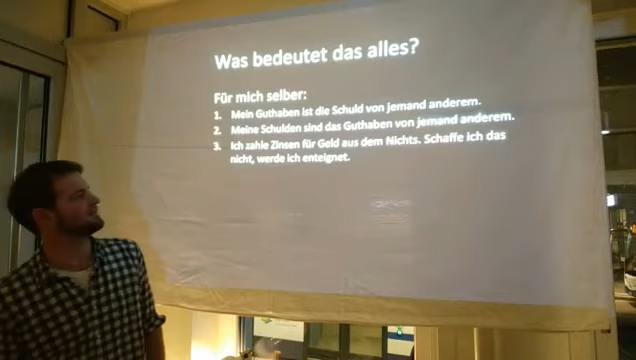 Was bedeutet das alles?
Für mich selber:
1. Mein Guthaben ist die Schuld von jemand anderem.
2. Meine Schulden sind das Guthaben von jemand anderem.
3. Ich zahle Zinsen für Geld aus dem Nichts. Schaffe ich das
nicht, werde ich enteignet.